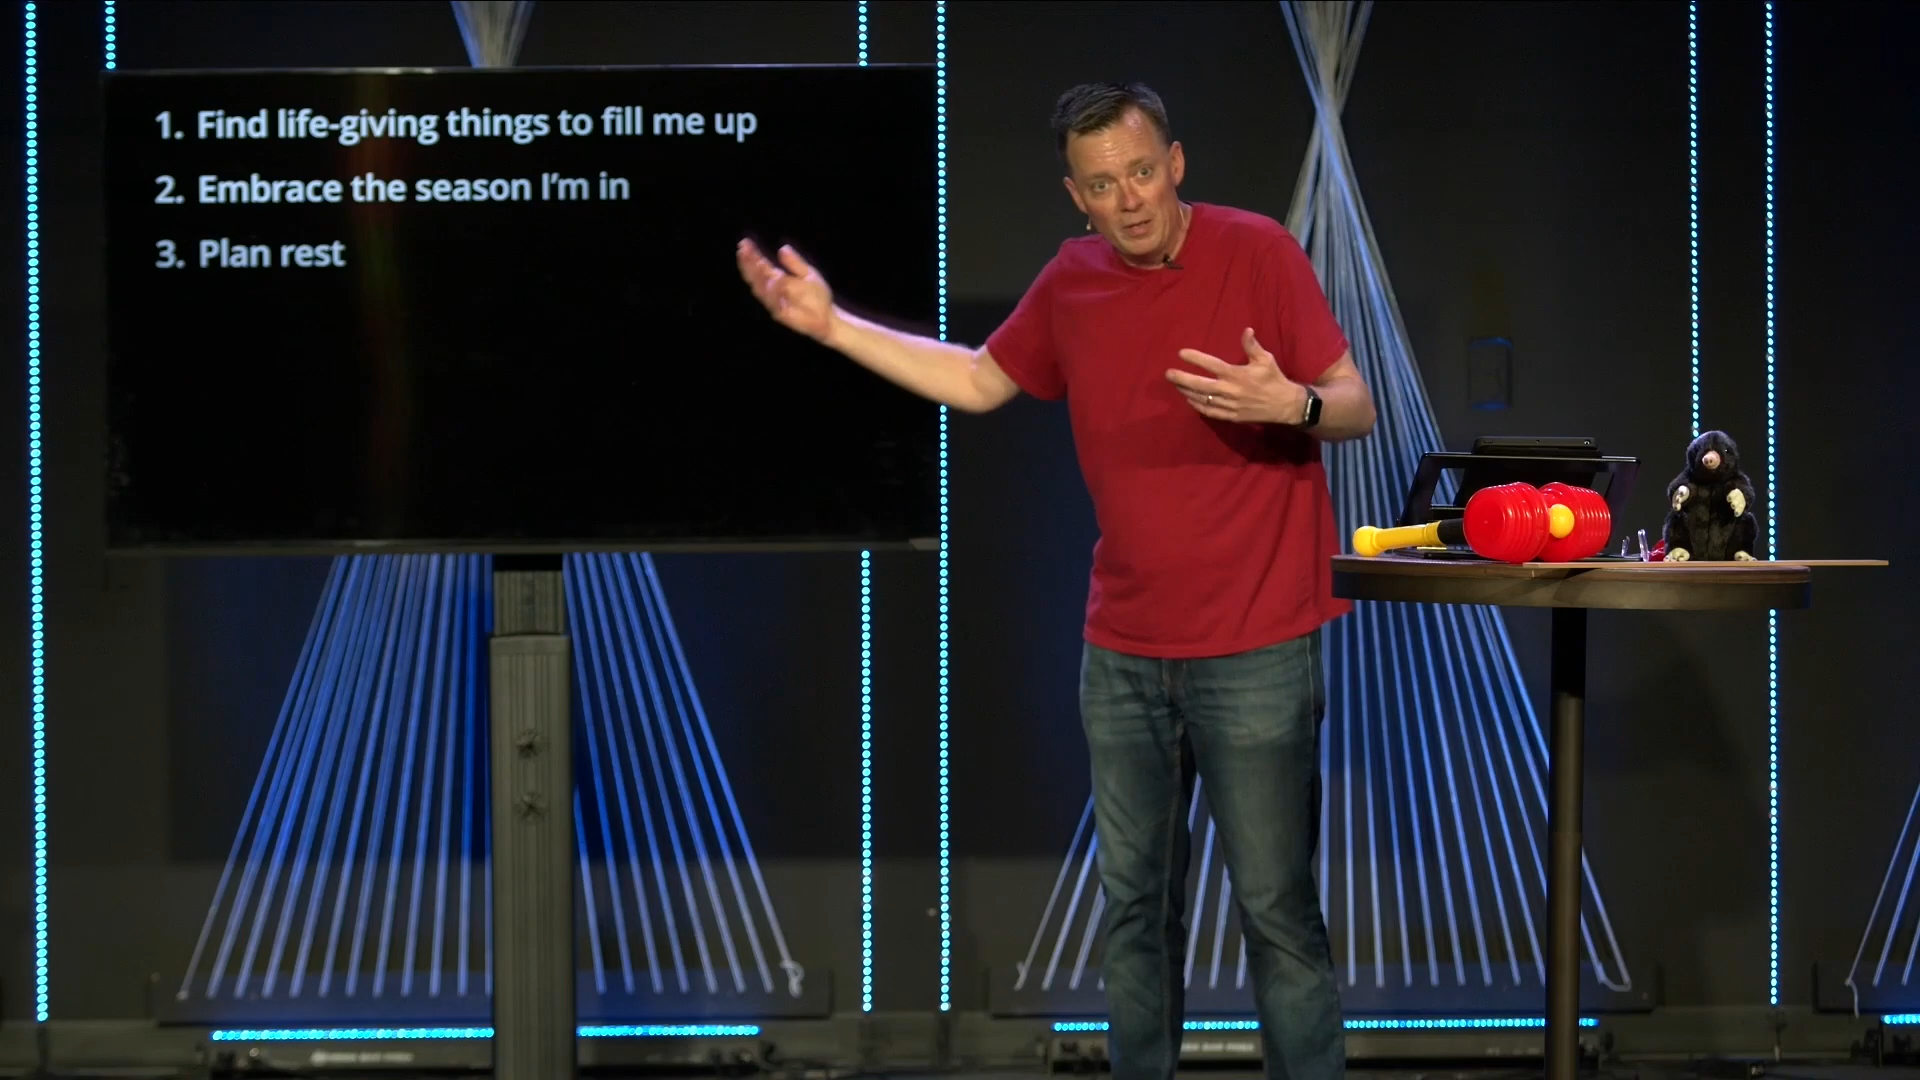 1. Find life-giving things to fill me up
2. Embrace the season I'm in
3. Plan rest